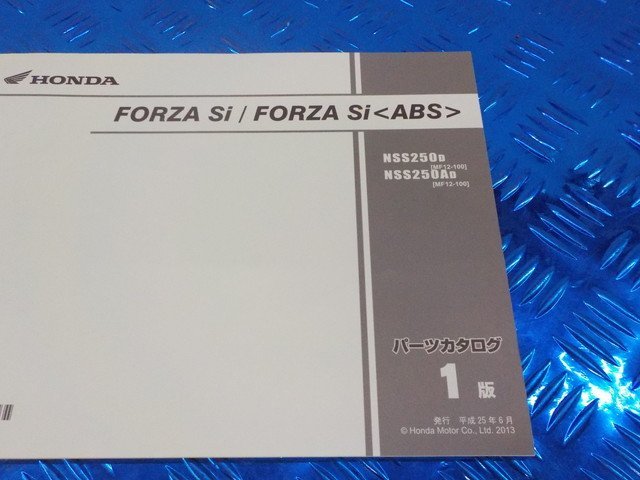 HONDA
FORZA Si / FORZA Si<ABS>
NSS250D
[MF12-100]
NSS250AD
[MF12-100]
パーツカタログ
1 版
発行 平成25年6月
© Honda Motor Co., Ltd. 2013